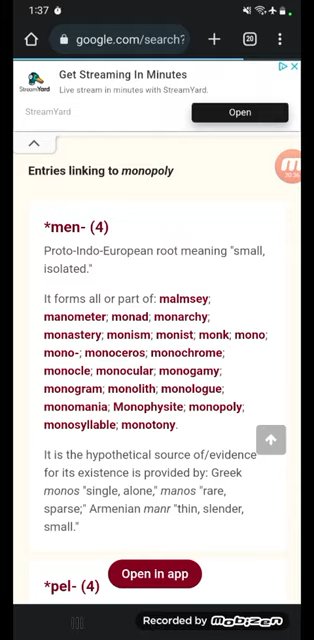 1:37
google.com/search?
20
Get Streaming In Minutes
Live stream in minutes with StreamYard.
StreamYard
StreamYard
Open
Entries linking to monopoly
*men- (4)
Proto-Indo-European root meaning "small,
isolated."
It forms all or part of: malmsey;
manometer; monad; monarchy;
monastery; monism; monist; monk; mono;
mono-; monoceros; monochrome;
monocle; monocular; monogamy;
monogram; monolith; monologue;
monomania; Monophysite; monopoly;
monosyllable; monotony.
It is the hypothetical source of/evidence
for its existence is provided by: Greek
monos "single, alone," manos "rare,
sparse;" Armenian manr "thin, slender,
small."
*pel- (4)
Open in app
Recorded by Mobizen